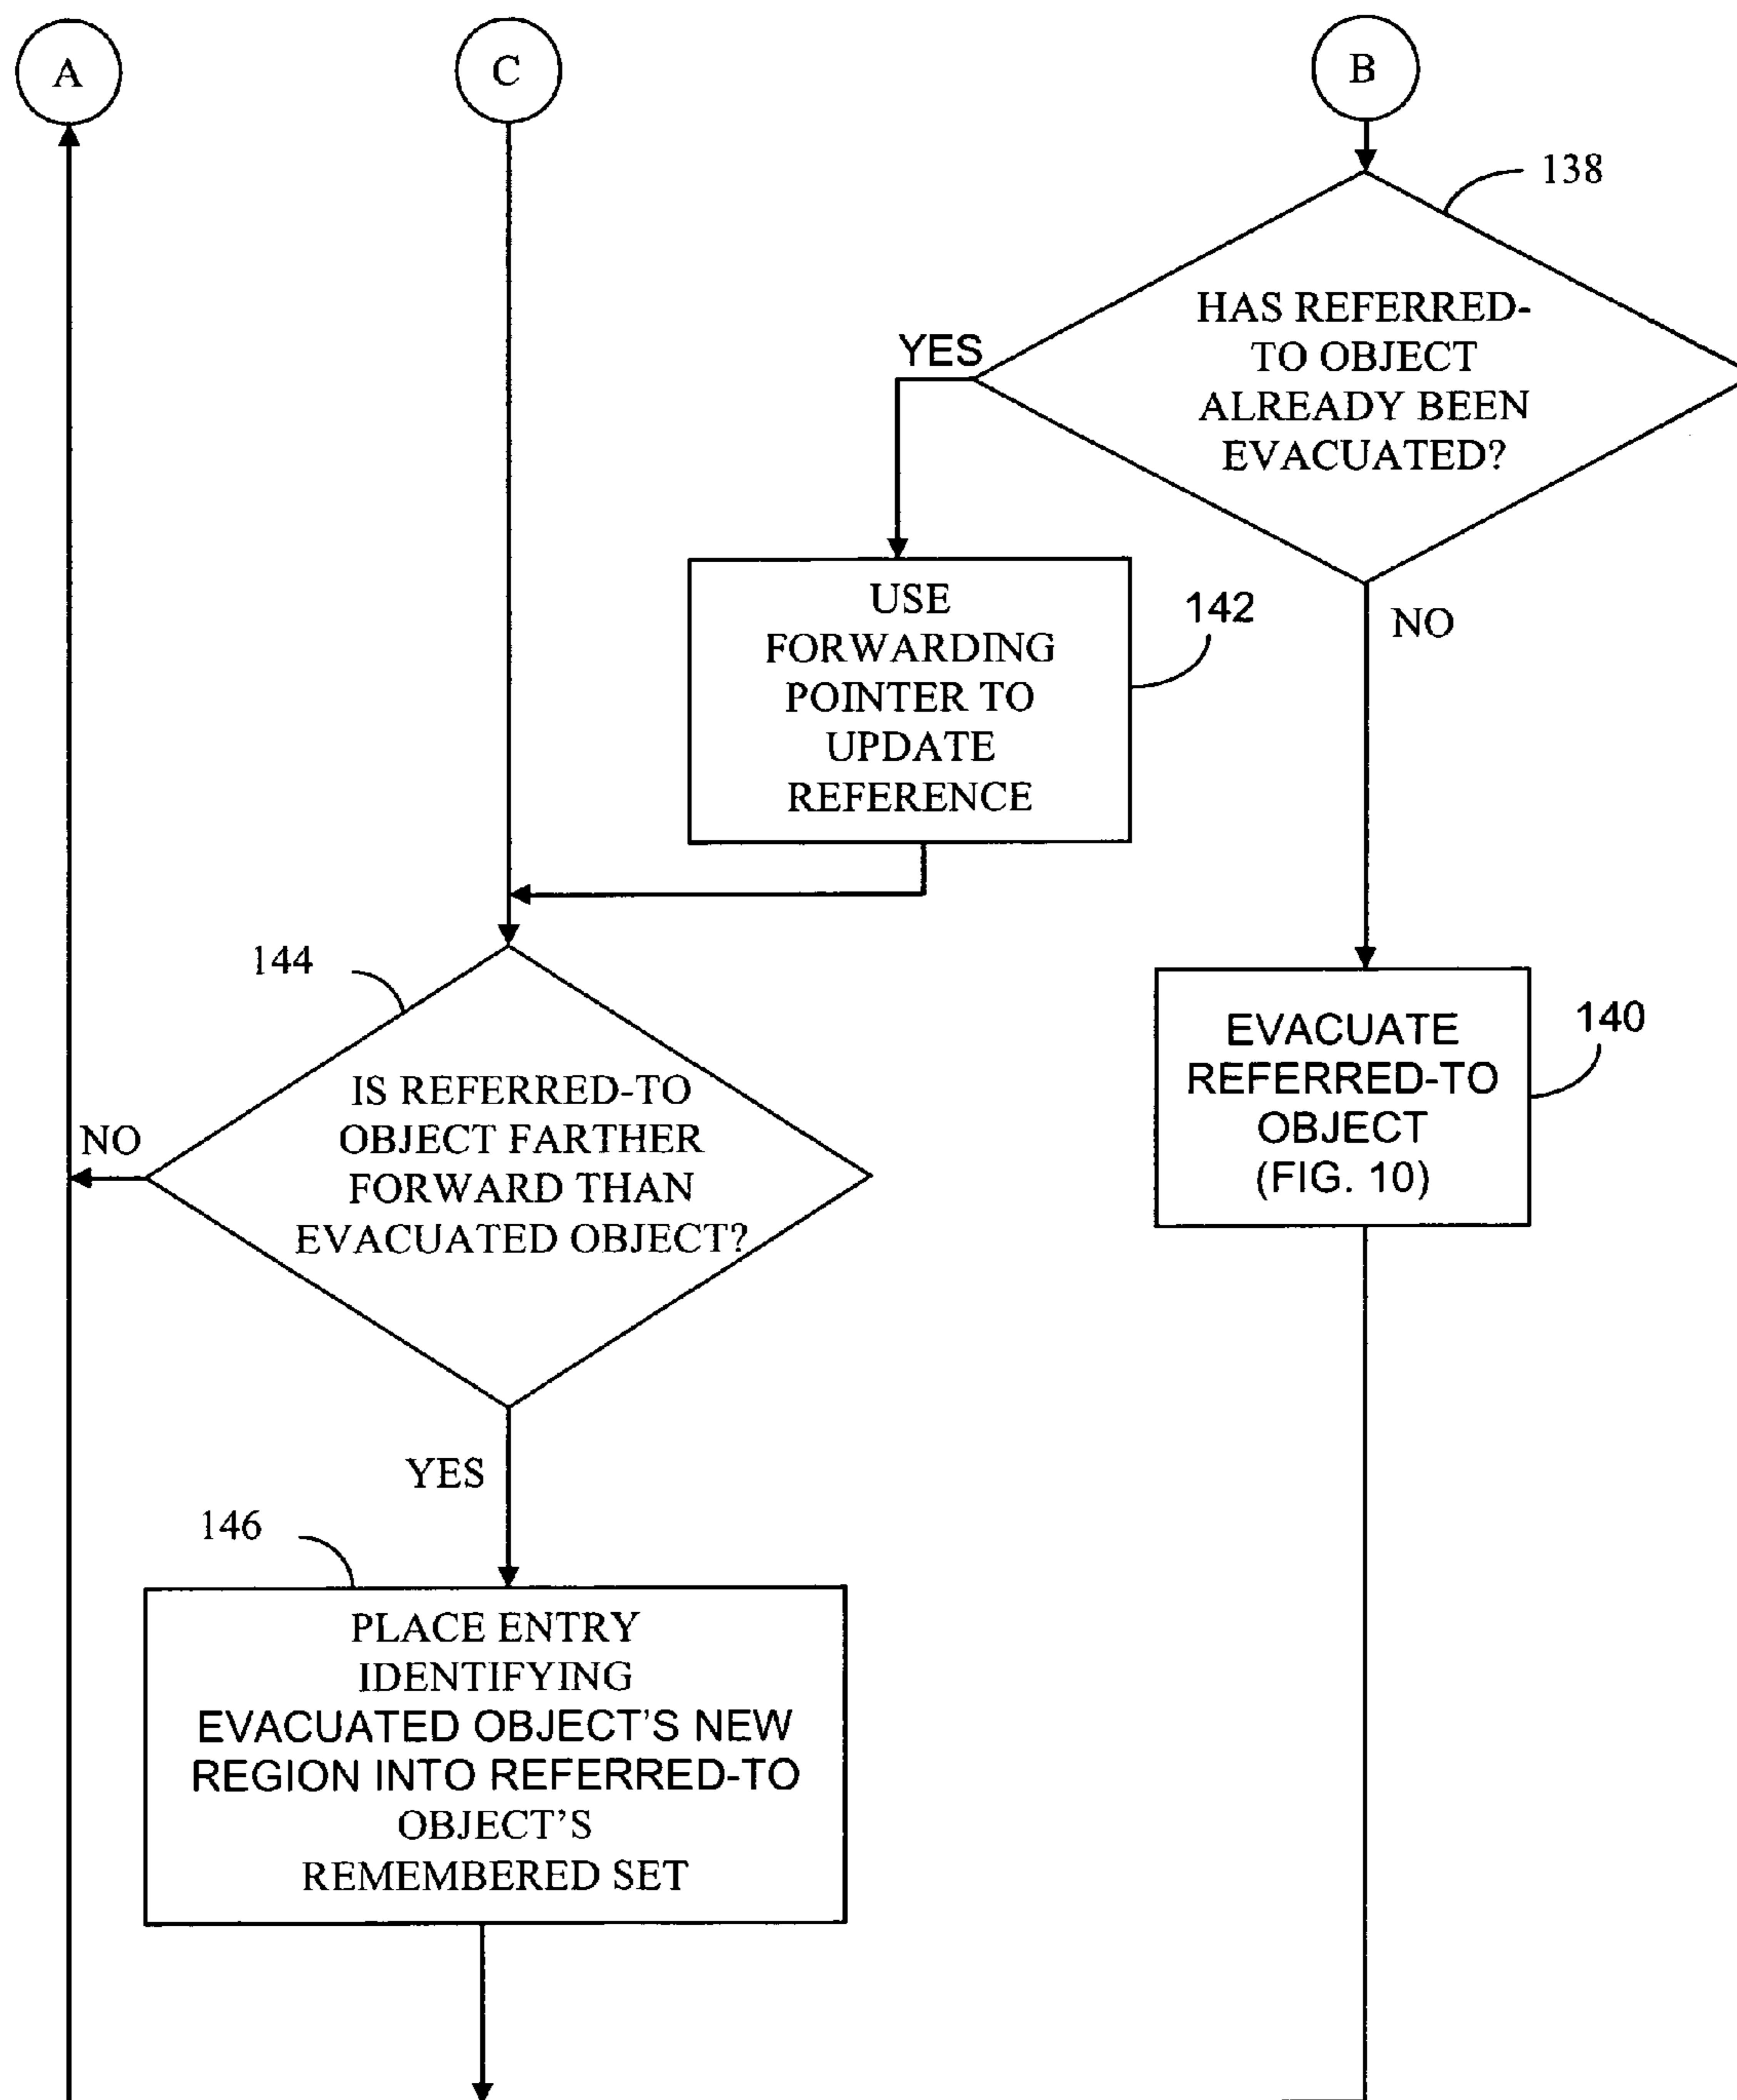 A
C
B
138
HAS REFERRED-
TO OBJECT
ALREADY BEEN
EVACUATED?
YES
NO
USE
FORWARDING
POINTER TO
UPDATE
REFERENCE
142
144
IS REFERRED-TO
OBJECT FARTHER
FORWARD THAN
EVACUATED OBJECT?
NO
YES
EVACUATE
REFERRED-TO
OBJECT
(FIG. 10)
140
146
PLACE ENTRY
IDENTIFYING
EVACUATED OBJECT'S NEW
REGION INTO REFERRED-TO
OBJECT'S
REMEMBERED SET